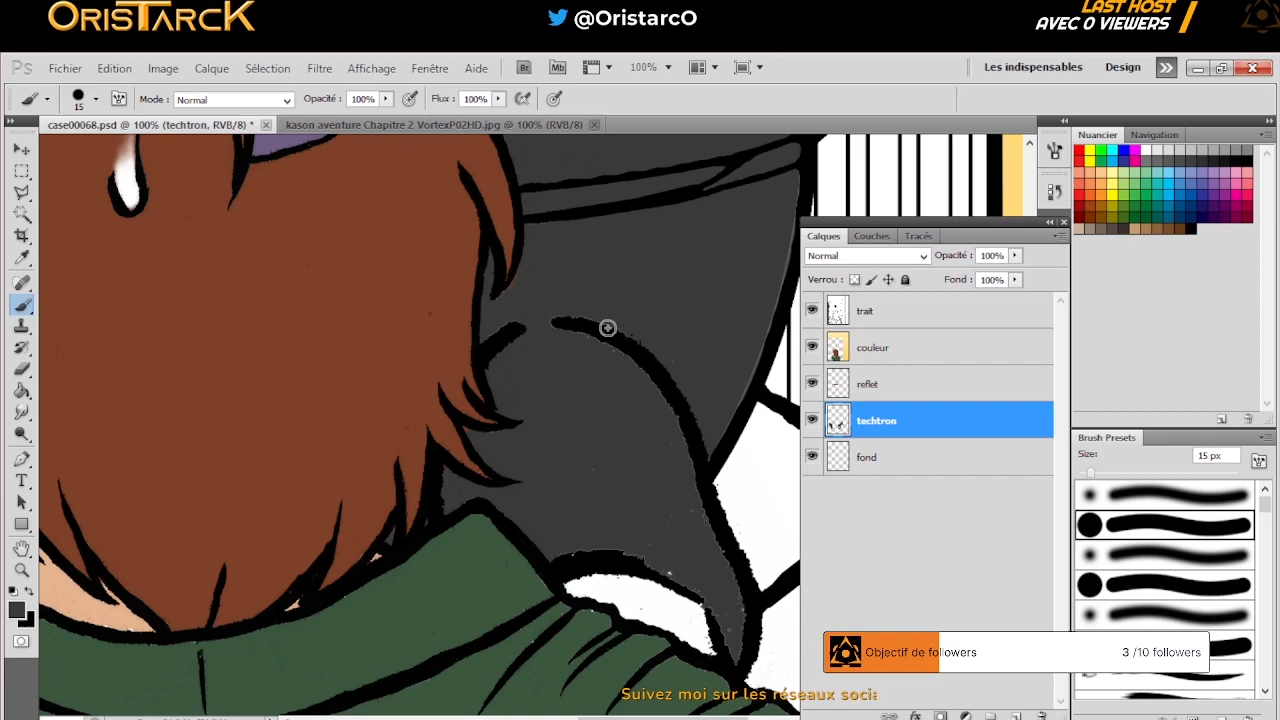 ORISTARCK
@OristarcO
LAST HOST
AVEC 0 VIEWERS
Ps Fichier Edition Image Calque Sélection Filtre Affichage Fenêtre Aide Br Mb 100% Les indispensables Design
15 Mode : Normal Opacité : 100% Flux : 100%
case00068.psd @ 100% (techtron, RVB/8) * kason aventure Chapitre 2 VortexP02HD.jpg @ 100% (RVB/8)
Nuancier Navigation
Calques Couches Tracés
Normal Opacité : 100%
Verrou : Fond : 100%
trait
couleur
reflet
techtron
fond
Brush Presets
Size: 15 px
Objectif de followers 3 /10 followers
Suivez moi sur les réseaux socia